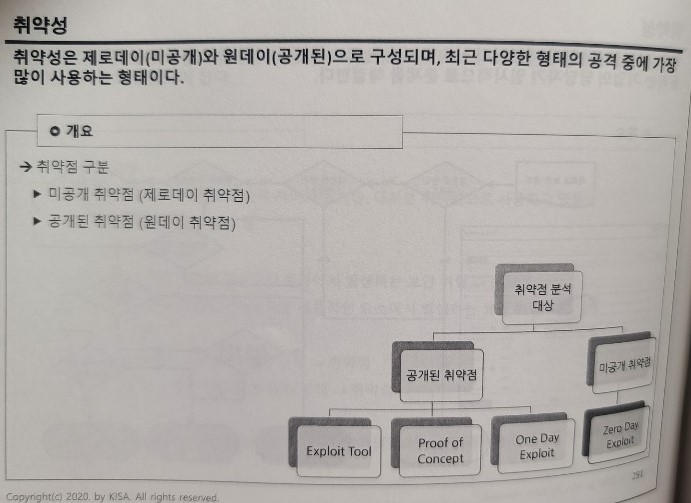 취약성
취약성은 제로데이(미공개)와 원데이(공개된)으로 구성되며, 최근 다양한 형태의 공격 중에 가장
많이 사용하는 형태이다.
개요
→ 취약점 구분
▶ 미공개 취약점 (제로데이 취약점)
▶ 공개된 취약점 (원데이 취약점)
취약점 분석
대상
공개된 취약점
미공개 취약점
Exploit Tool
Proof of
Concept
One Day
Exploit
Zero Day
Exploit
Copyright(c) 2020. by KISA. All rights reserved.